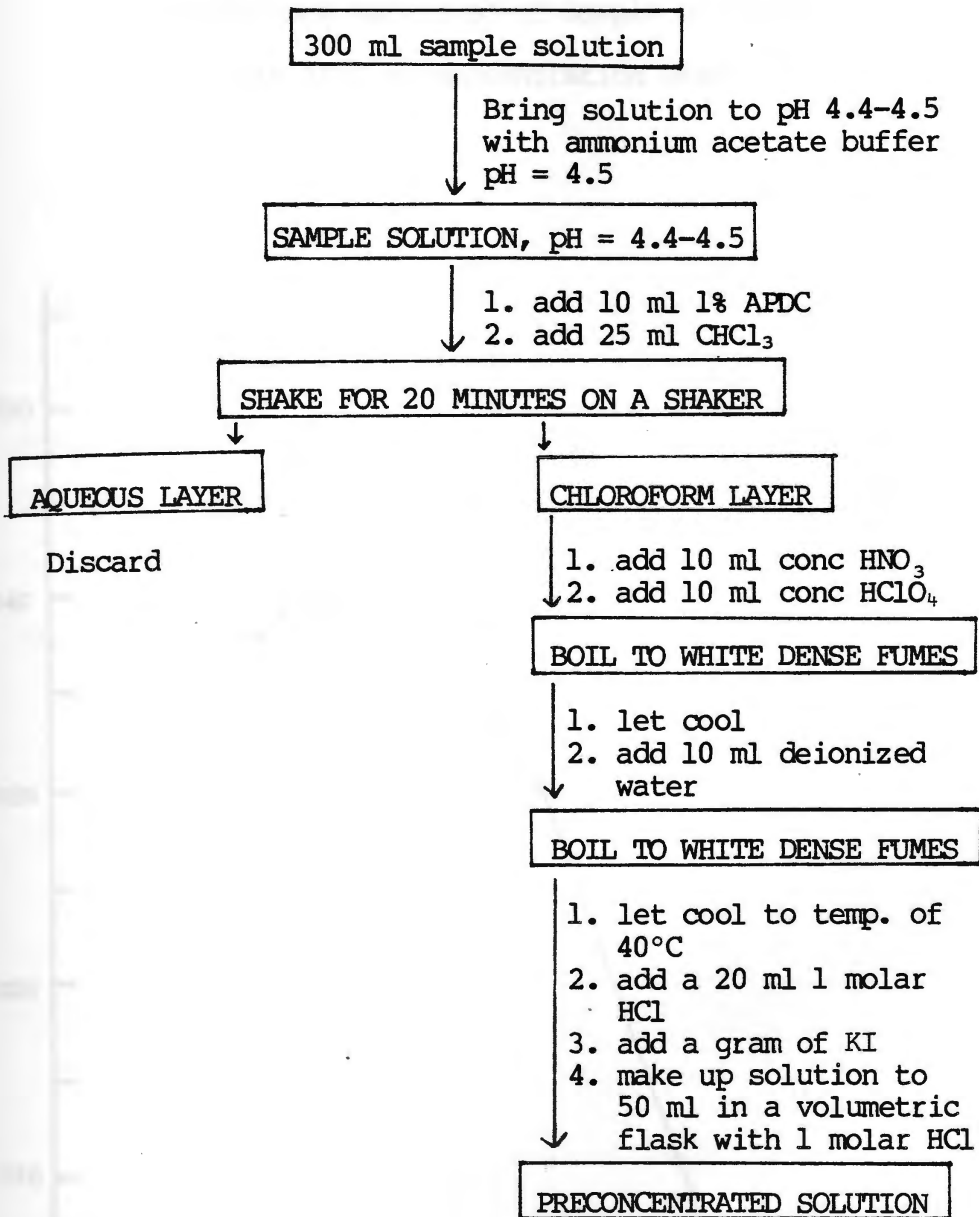 300 ml sample solution
Bring solution to pH 4.4-4.5
with ammonium acetate buffer
pH = 4.5
SAMPLE SOLUTION, pH = 4.4-4.5
1. add 10 ml 1% APDC
2. add 25 ml CHCl₃
SHAKE FOR 20 MINUTES ON A SHAKER
AQUEOUS LAYER
Discard
CHLOROFORM LAYER
1. add 10 ml conc HNO₃
2. add 10 ml conc HClO₄
BOIL TO WHITE DENSE FUMES
1. let cool
2. add 10 ml deionized
water
BOIL TO WHITE DENSE FUMES
1. let cool to temp. of
40°C
2. add a 20 ml 1 molar
HCl
3. add a gram of KI
4. make up solution to
50 ml in a volumetric
flask with 1 molar HCl
PRECONCENTRATED SOLUTION